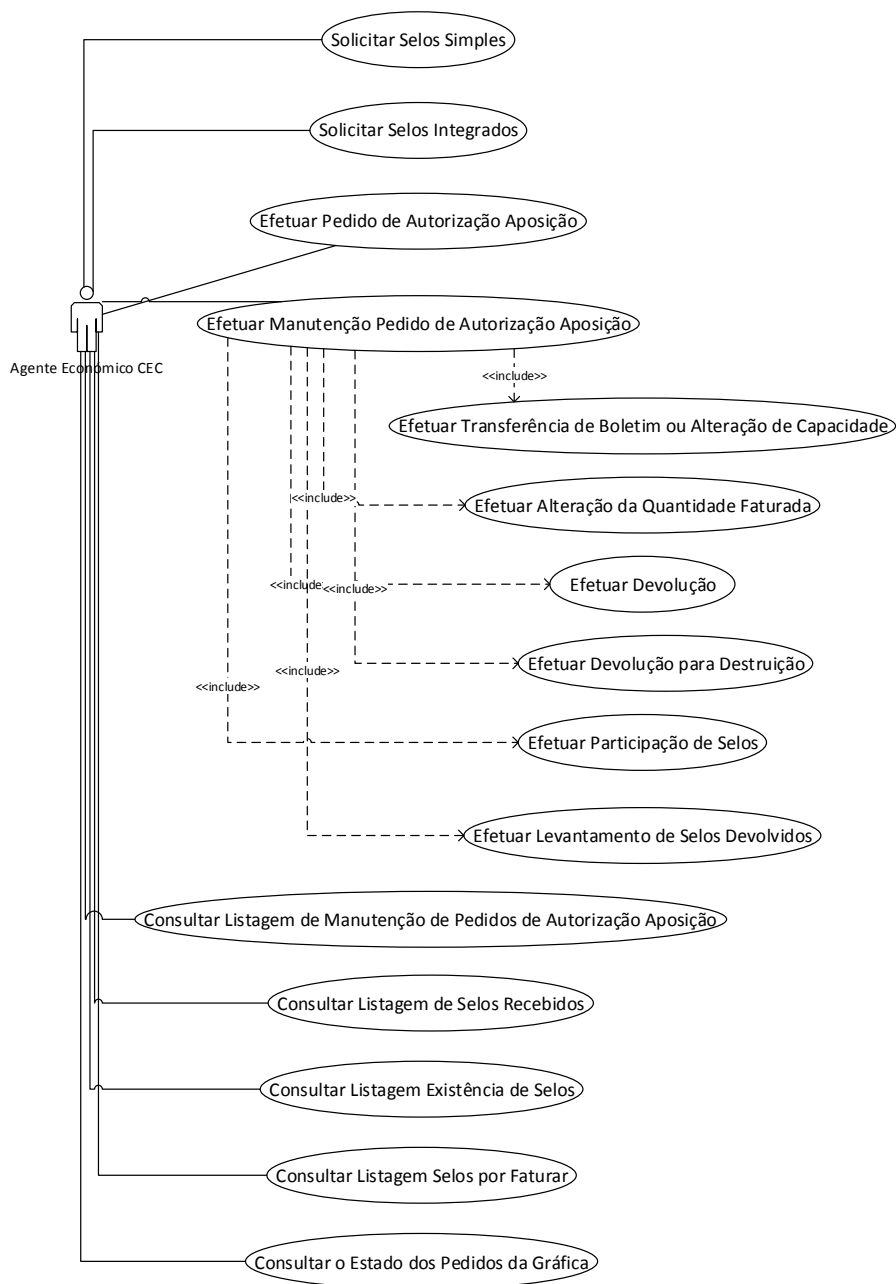 Solicitar Selos Simples
Solicitar Selos Integrados
Efetuar Pedido de Autorização Aposição
Efetuar Manutenção Pedido de Autorização Aposição
Agente Económico CEC
<<include>>
Efetuar Transferência de Boletim ou Alteração de Capacidade
<<include>>
Efetuar Alteração da Quantidade Faturada
<<include>>
<<include>>
Efetuar Devolução
Efetuar Devolução para Destruição
<<include>>
<<include>>
Efetuar Participação de Selos
Efetuar Levantamento de Selos Devolvidos
Consultar Listagem de Manutenção de Pedidos de Autorização Aposição
Consultar Listagem de Selos Recebidos
Consultar Listagem Existência de Selos
Consultar Listagem Selos por Faturar
Consultar o Estado dos Pedidos da Gráfica